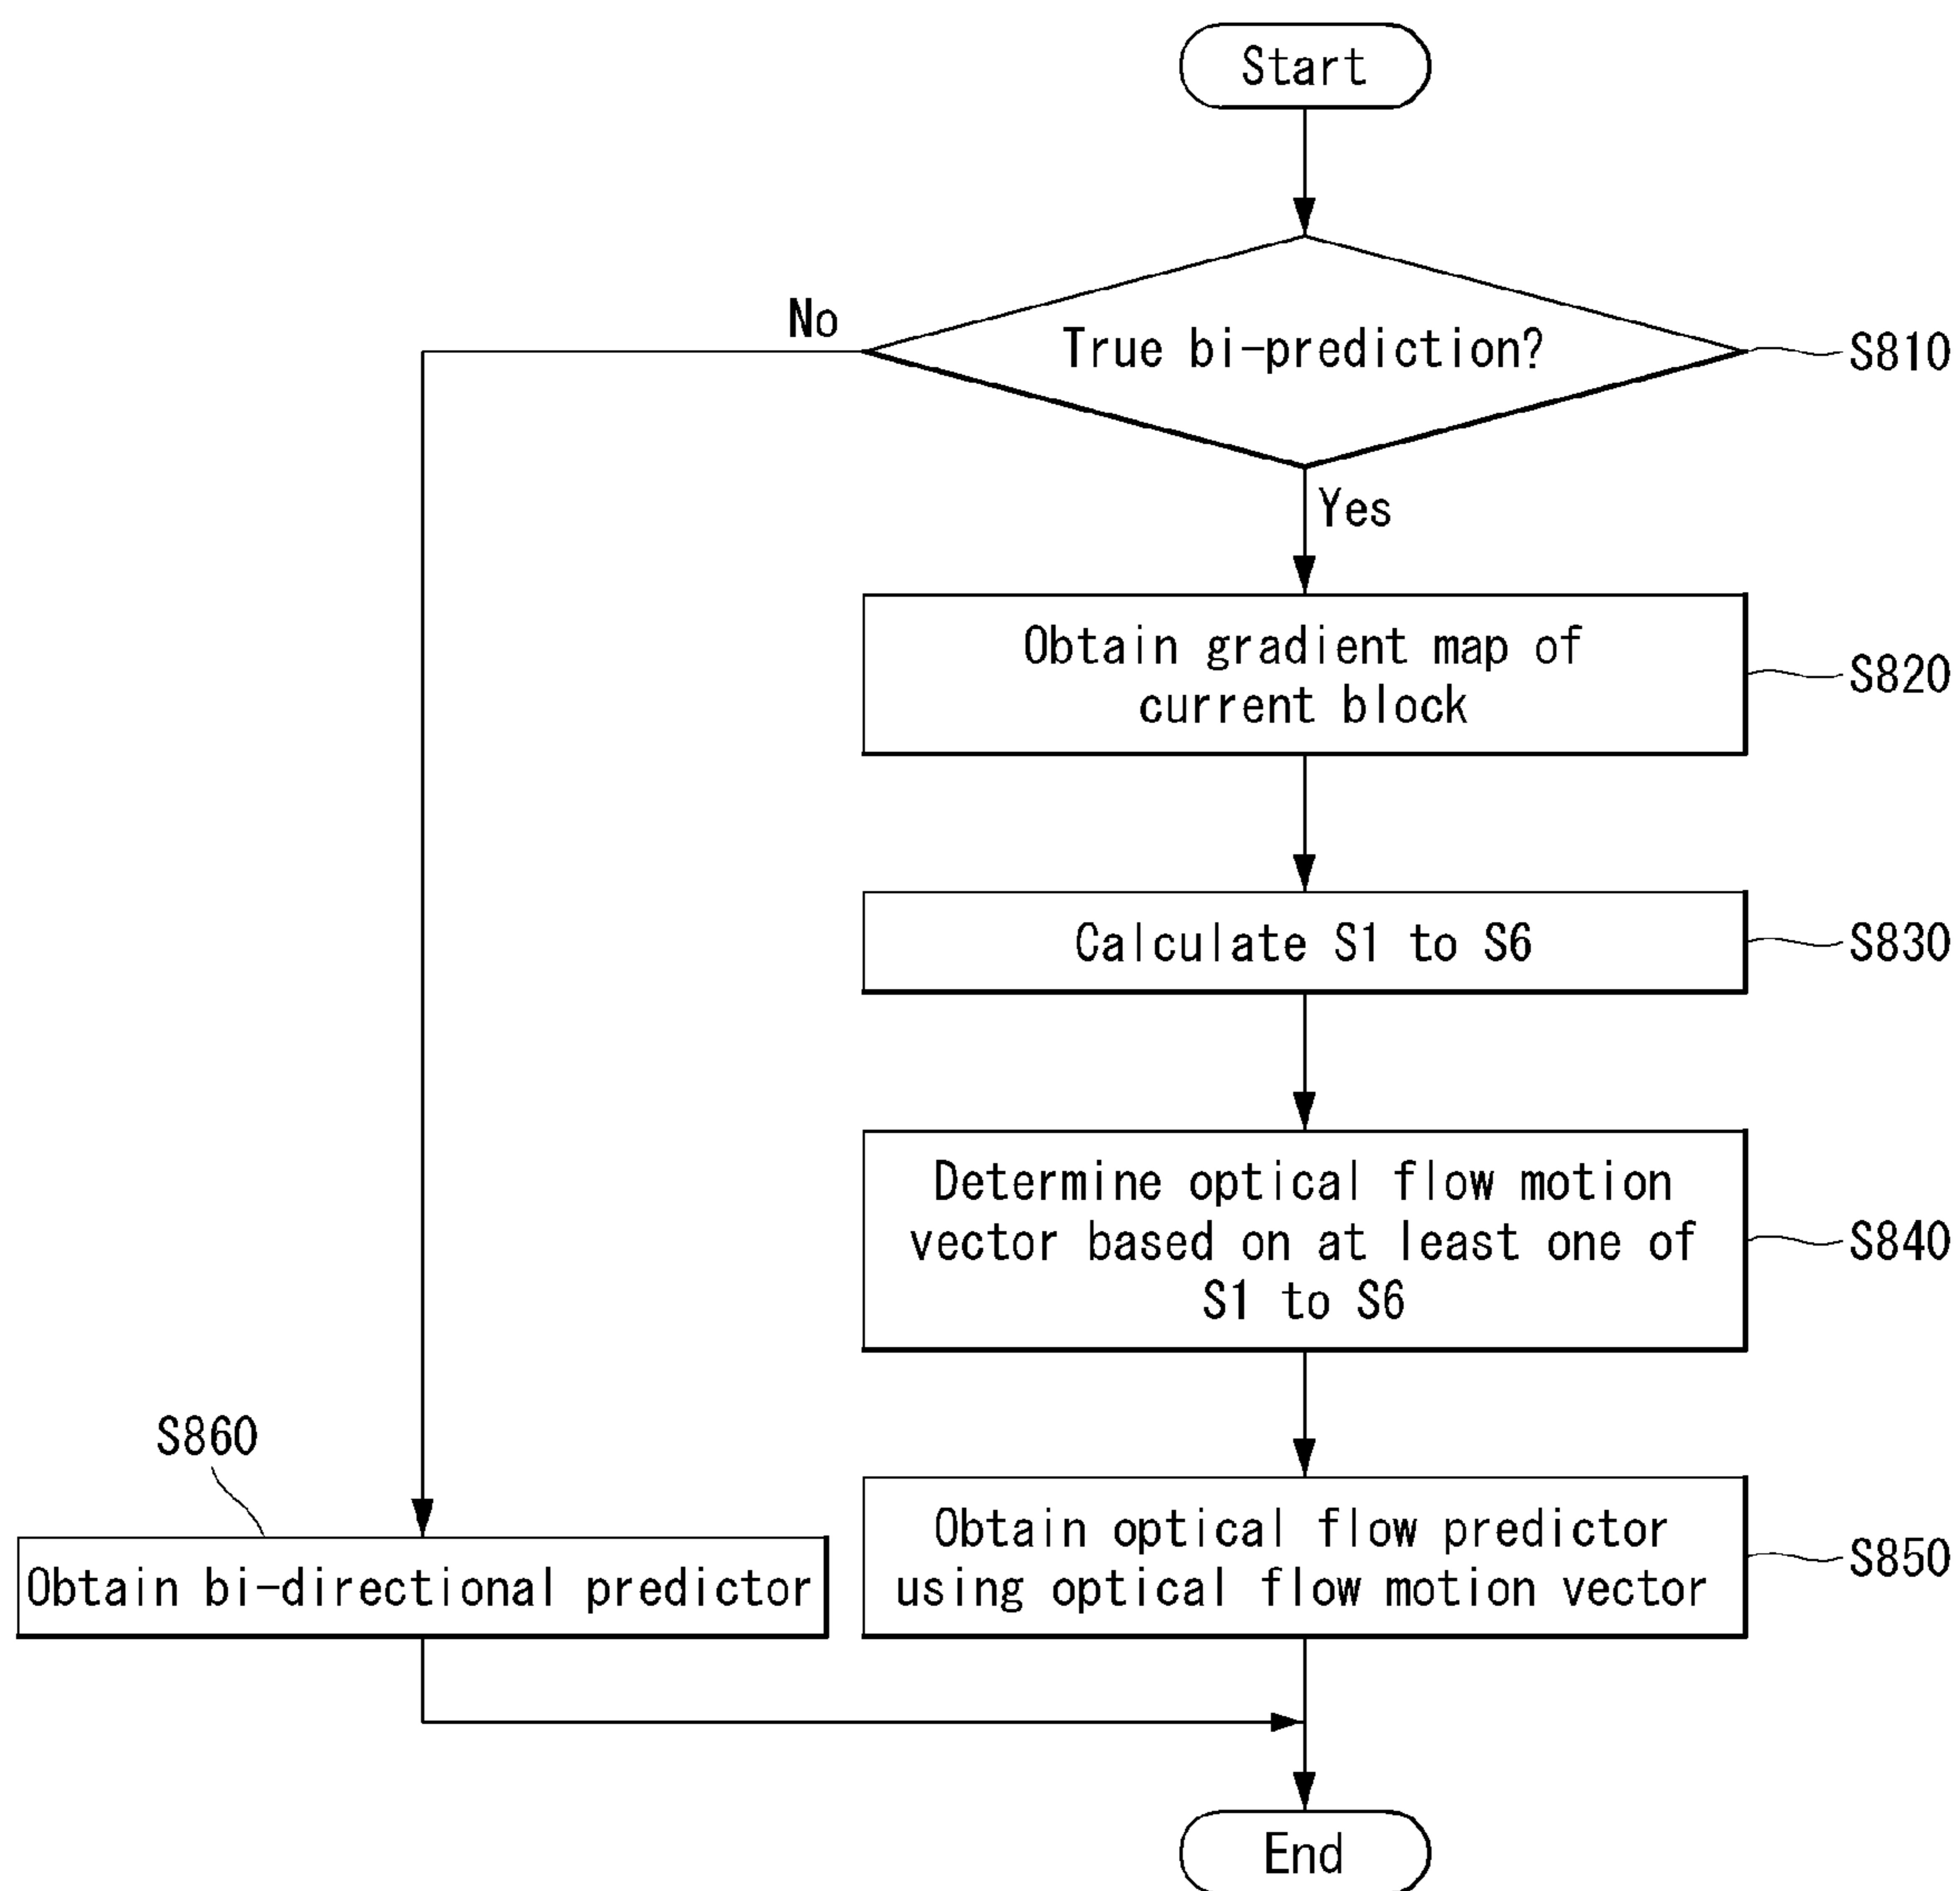 Start
No
True bi-prediction?
S810
Yes
Obtain gradient map of
current block
S820
Calculate S1 to S6
S830
Determine optical flow motion
vector based on at least one of
S1 to S6
S840
S860
Obtain bi-directional predictor
Obtain optical flow predictor
using optical flow motion vector
S850
End